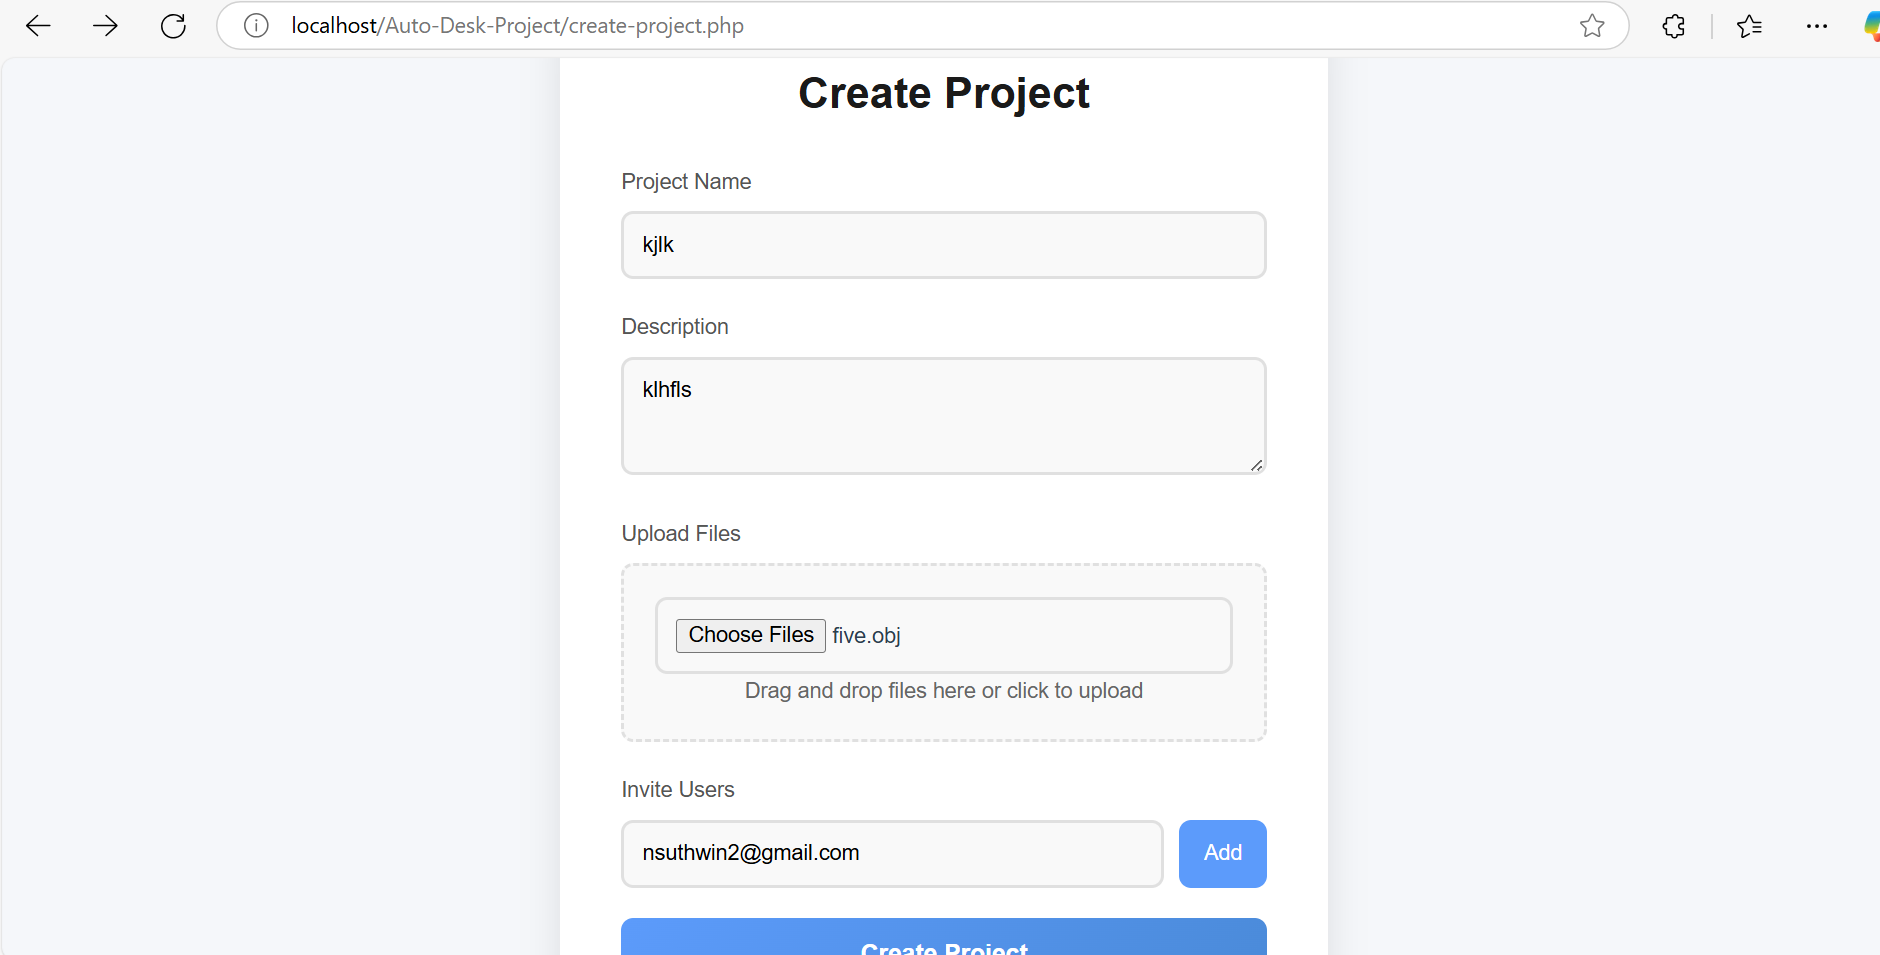 localhost/Auto-Desk-Project/create-project.php
Create Project
Project Name
kjlk
Description
klhfls
Upload Files
Choose Files five.obj
Drag and drop files here or click to upload
Invite Users
nsuthwin2@gmail.com
Add
Create Project